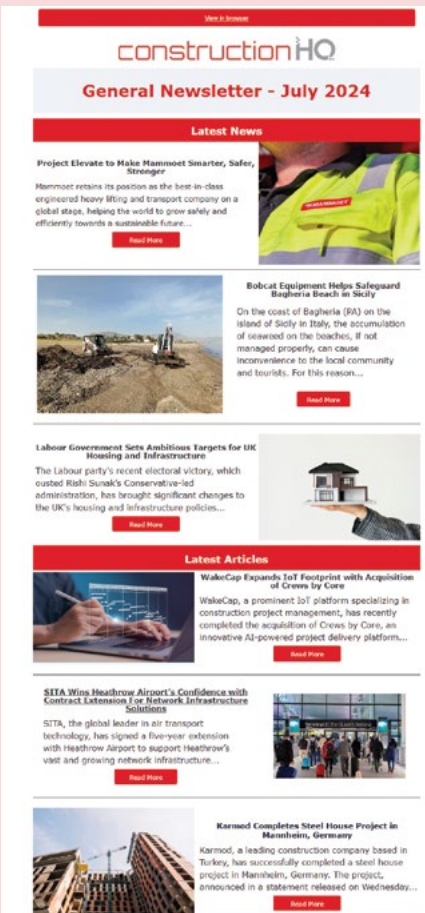 View in browser
constructionHQ
General Newsletter - July 2024
Latest News
Project Elevate to Make Mammoet Smarter, Safer,
Stronger
Mammoet retains its position as the best-in-class
engineered heavy lifting and transport company on a
global stage, helping the world to grow safely and
efficiently towards a sustainable future...
Read More
MAMMOET
Bobcat Equipment Helps Safeguard
Bagheria Beach in Sicily
On the coast of Bagheria (PA) on the
island of Sicily in Italy, the accumulation
of seaweed on the beaches, if not
managed properly, can cause
inconvenience to the local community
and tourists. For this reason...
Read More
Labour Government Sets Ambitious Targets for UK
Housing and Infrastructure
The Labour party's recent electoral victory, which
ousted Rishi Sunak's Conservative-led
administration, has brought significant changes to
the UK's housing and infrastructure policies...
Read More
Latest Articles
WakeCap Expands IoT Footprint with Acquisition
of Crews by Core
WakeCap, a prominent IoT platform specializing in
construction project management, has recently
completed the acquisition of Crews by Core, an
innovative AI-powered project delivery platform...
Read More
SITA Wins Heathrow Airport's Confidence with
Contract Extension For Network Infrastructure
Solutions
SITA, the global leader in air transport
technology, has signed a five-year extension
with Heathrow Airport to support Heathrow's
vast and growing network infrastructure...
Read More
Karmod Completes Steel House Project in
Mannheim, Germany
Karmod, a leading construction company based in
Turkey, has successfully completed a steel house
project in Mannheim, Germany. The project,
announced in a statement released on Wednesday...
Read More